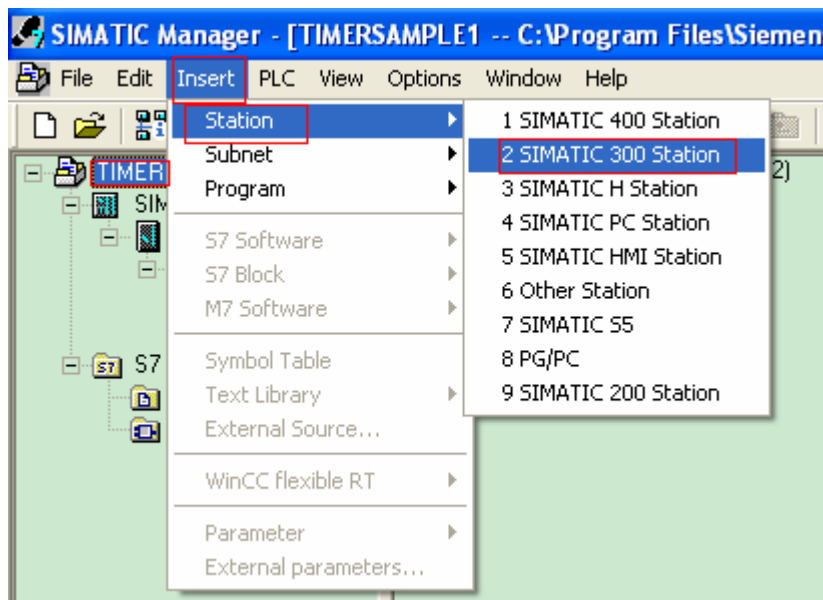 SIMATIC Manager - [TIMERSAMPLE1 -- C:\Program Files\Siemen
File Edit Insert PLC View Options Window Help
TIMER
SIM
S7
2)
Station
Subnet
Program
S7 Software
S7 Block
M7 Software
Symbol Table
Text Library
External Source...
WinCC flexible RT
Parameter
External parameters...
1 SIMATIC 400 Station
2 SIMATIC 300 Station
3 SIMATIC H Station
4 SIMATIC PC Station
5 SIMATIC HMI Station
6 Other Station
7 SIMATIC S5
8 PG/PC
9 SIMATIC 200 Station